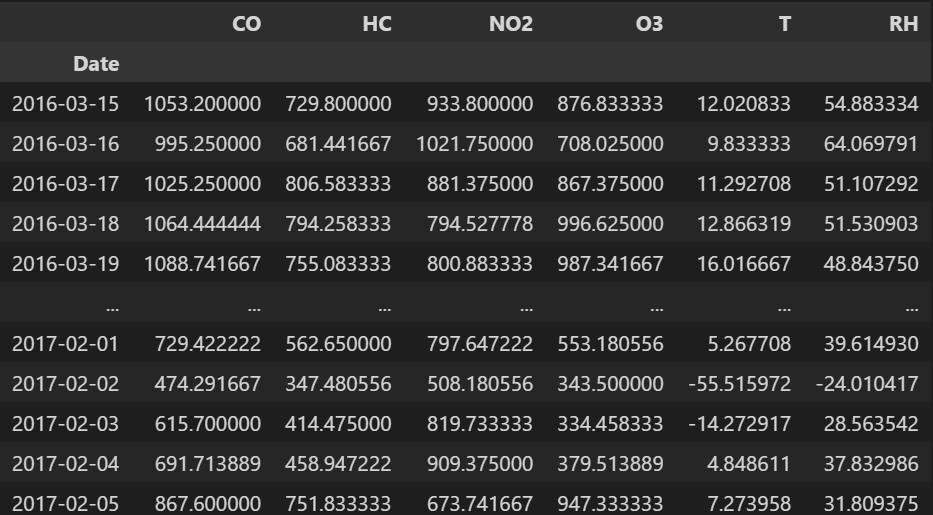 CO HC NO2 O3 T RH
Date
2016-03-15 1053.200000 729.800000 933.800000 876.833333 12.020833 54.883334
2016-03-16 995.250000 681.441667 1021.750000 708.025000 9.833333 64.069791
2016-03-17 1025.250000 806.583333 881.375000 867.375000 11.292708 51.107292
2016-03-18 1064.444444 794.258333 794.527778 996.625000 12.866319 51.530903
2016-03-19 1088.741667 755.083333 800.883333 987.341667 16.016667 48.843750
... ... ... ... ... ... ...
2017-02-01 729.422222 562.650000 797.647222 553.180556 5.267708 39.614930
2017-02-02 474.291667 347.480556 508.180556 343.500000 -55.515972 -24.010417
2017-02-03 615.700000 414.475000 819.733333 334.458333 -14.272917 28.563542
2017-02-04 691.713889 458.947222 909.375000 379.513889 4.848611 37.832986
2017-02-05 867.600000 751.833333 673.741667 947.333333 7.273958 31.809375